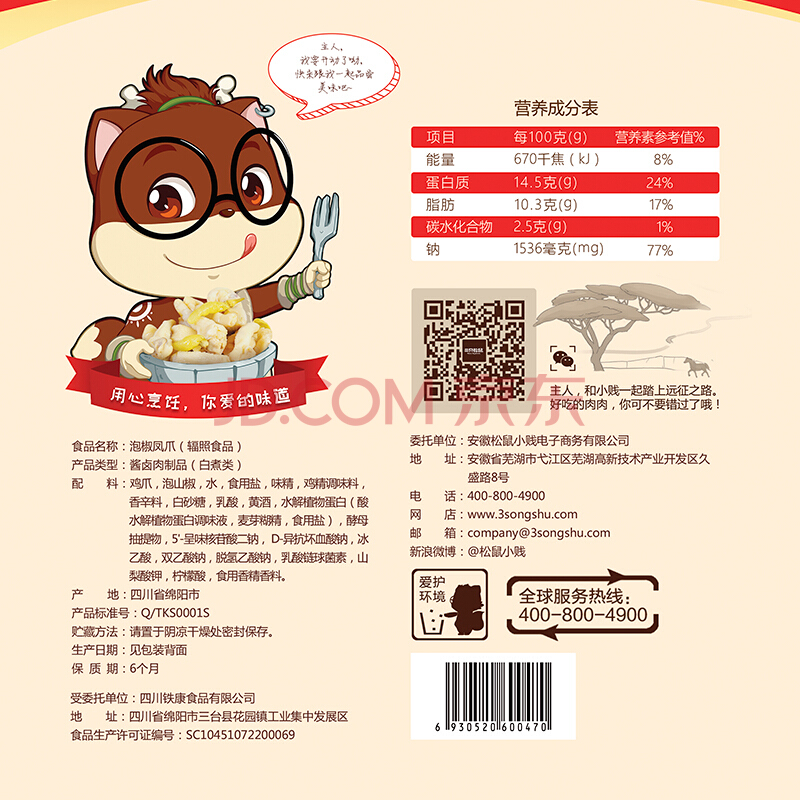 主人，
我要开动了呦，
快来跟我一起品尝
美味吧~
用心烹饪，你爱的味道
营养成分表
项目 每100克(g) 营养素参考值%
能量 670千焦（kJ） 8%
蛋白质 14.5克(g) 24%
脂肪 10.3克(g) 17%
碳水化合物 2.5克(g) 1%
钠 1536毫克(mg) 77%
主人，和小贱一起踏上远征之路。
好吃的肉肉，你可不要错过了哦！
JD.COM 京东
食品名称：泡椒凤爪（辐照食品）
产品类型：酱卤肉制品（白煮类）
配 料：鸡爪，泡山椒，水，食用盐，味精，鸡精调味料，
香辛料，白砂糖，乳酸，黄酒，水解植物蛋白（酸
水解植物蛋白调味液，麦芽糊精，食用盐），酵母
抽提物，5'-呈味核苷酸二钠，D-异抗坏血酸钠，冰
乙酸，双乙酸钠，脱氢乙酸钠，乳酸链球菌素，山
梨酸钾，柠檬酸，食用香精香料。
产 地：四川省绵阳市
产品标准号：Q/TKS0001S
贮藏方法：请置于阴凉干燥处密封保存。
生产日期：见包装背面
保 质 期：6个月
受委托单位：四川铁康食品有限公司
地 址：四川省绵阳市三台县花园镇工业集中发展区
食品生产许可证编号：SC10451072200069
委托单位：安徽松鼠小贱电子商务有限公司
地 址：安徽省芜湖市弋江区芜湖高新技术产业开发区久
盛路8号
电 话：400-800-4900
网 店：www.3songshu.com
邮 箱：company@3songshu.com
新浪微博：@松鼠小贱
爱护
环境
全球服务热线：
400-800-4900
6 930520 600470